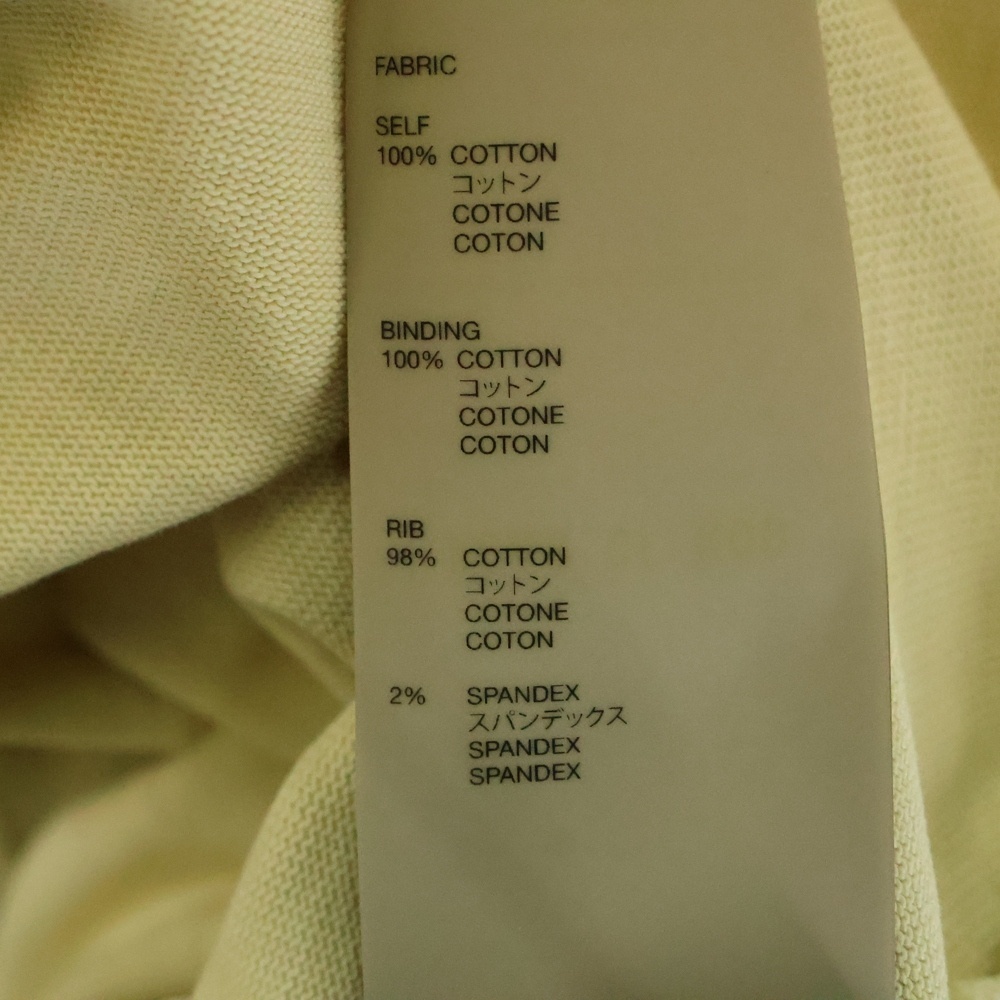 FABRIC
SELF
100% COTTON
コットン
COTONE
COTON
BINDING
100% COTTON
コットン
COTONE
COTON
RIB
98% COTTON
コットン
COTONE
COTON
2% SPANDEX
スパンデックス
SPANDEX
SPANDEX